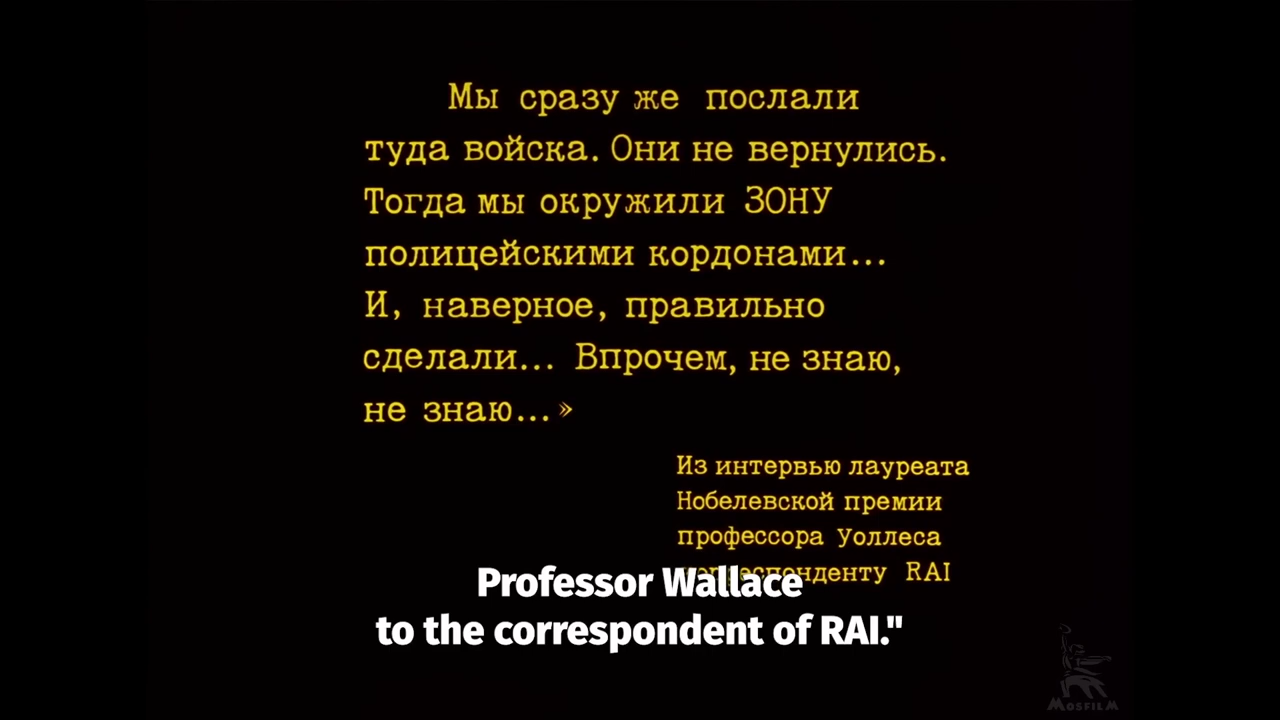 Мы сразу же послали
туда войска. Они не вернулись.
Тогда мы окружили ЗОНУ
полицейскими кордонами...
И, наверное, правильно
сделали... Впрочем, не знаю,
не знаю...»
Из интервью лауреата
Нобелевской премии
профессора Уоллеса
RAI
Professor Wallace
to the correspondent of RAI."
MOSFILM